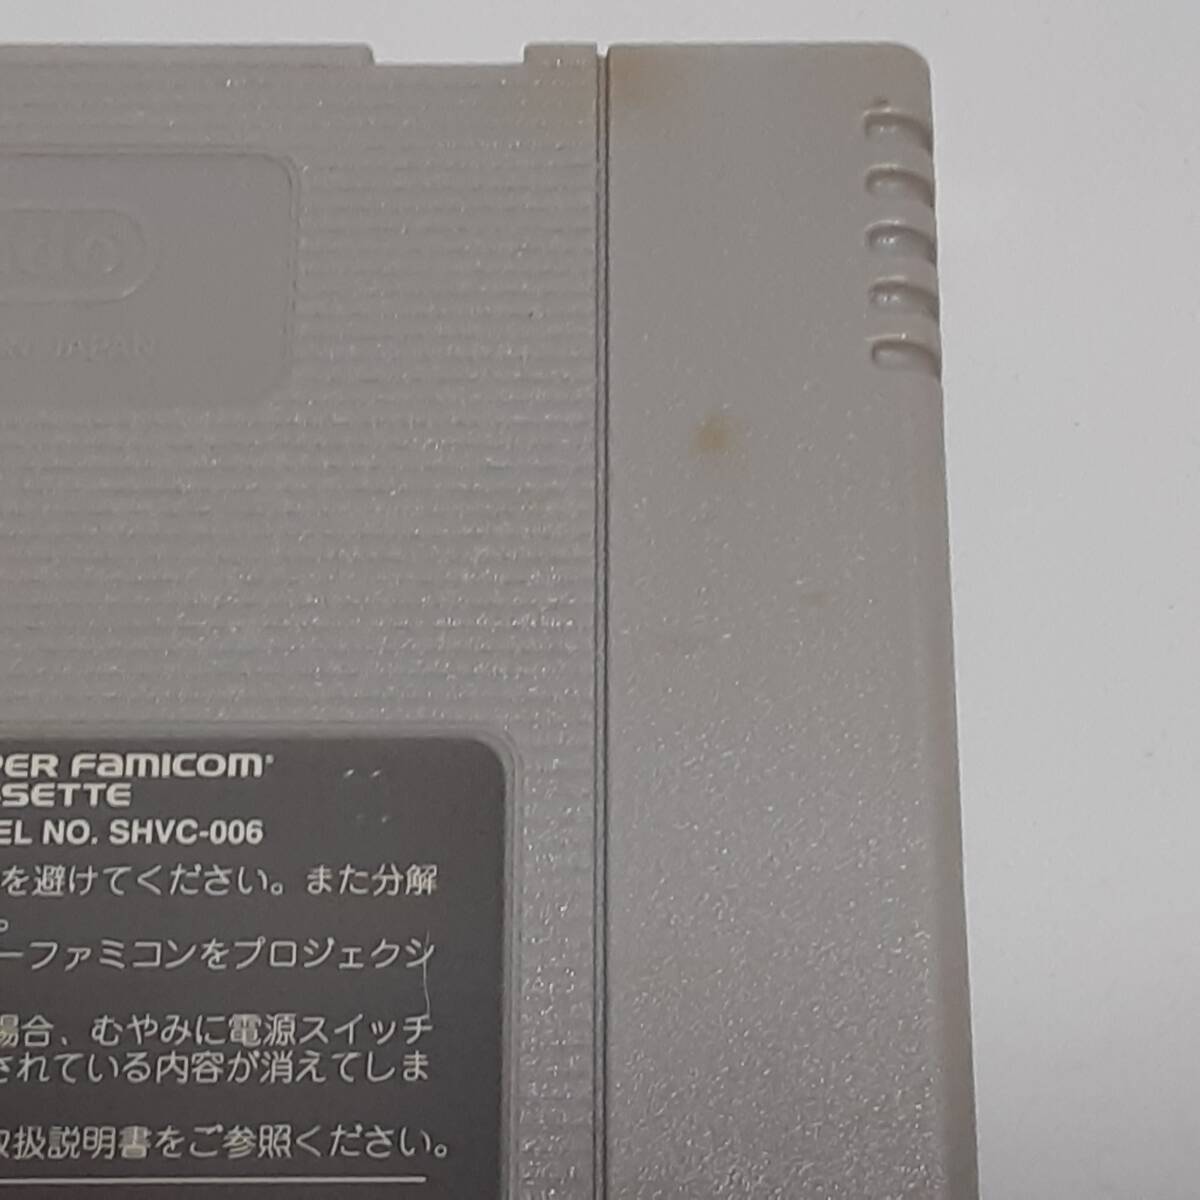 JAPAN
PER FAMICOM
SSETTE
EL NO. SHVC-006
を避けてください。また分解
。
ーファミコンをプロジェクシ
場合、むやみに電源スイッチ
されている内容が消えてしま
取扱説明書をご参照ください。